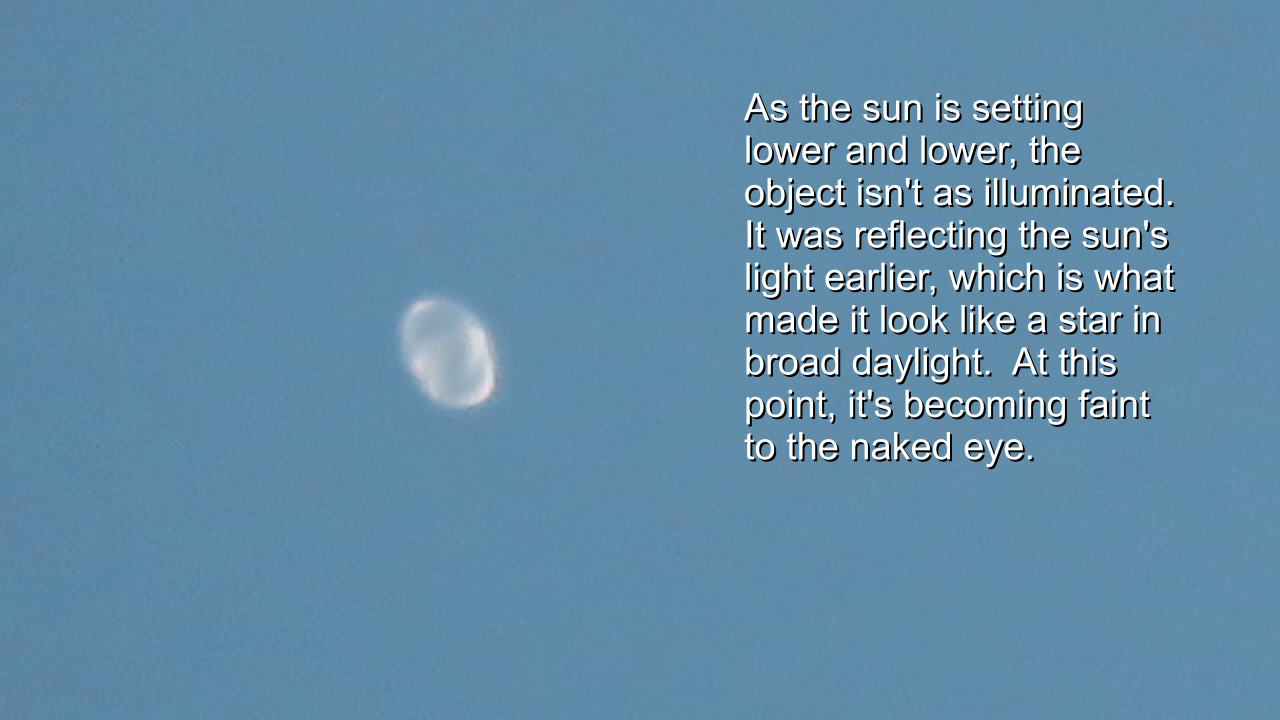 As the sun is setting
lower and lower, the
object isn't as illuminated.
It was reflecting the sun's
light earlier, which is what
made it look like a star in
broad daylight.  At this
point, it's becoming faint
to the naked eye.